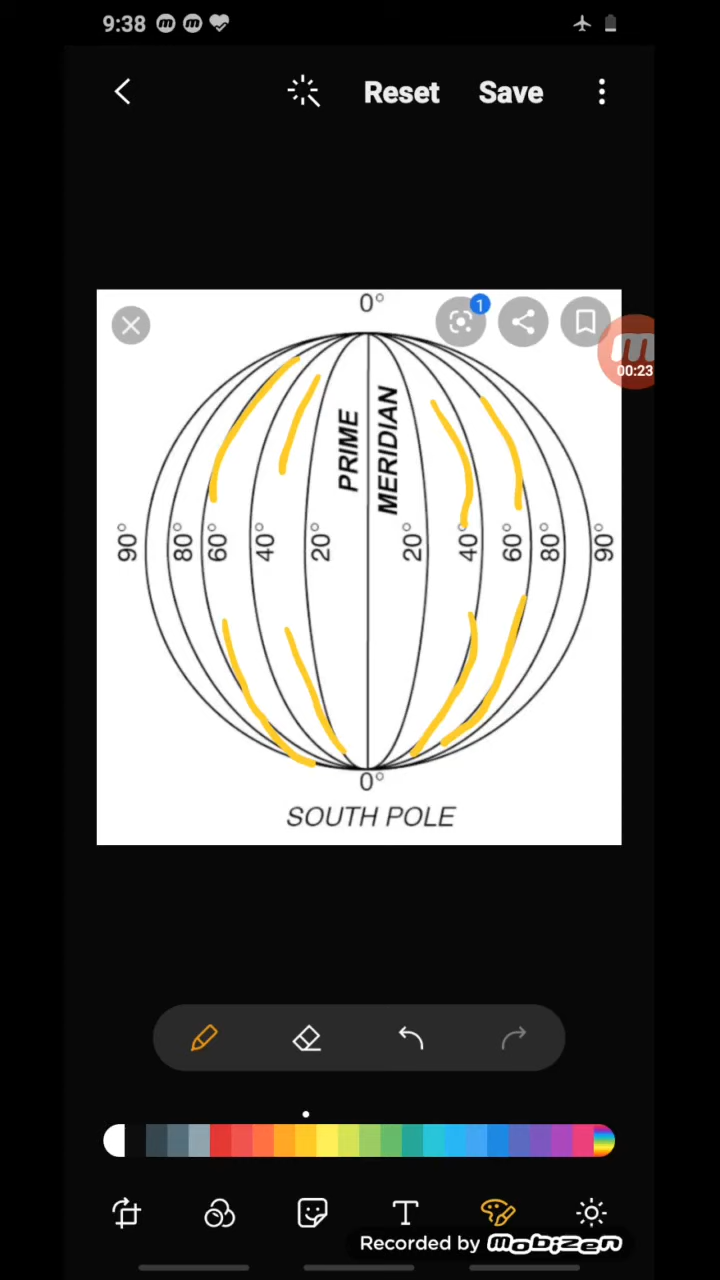 9:38
Reset Save
0°
1
00:23
PRIME MERIDIAN
90° 80° 60° 40° 20° 20° 40° 60° 80° 90°
0°
SOUTH POLE
T
Recorded by Mobizen